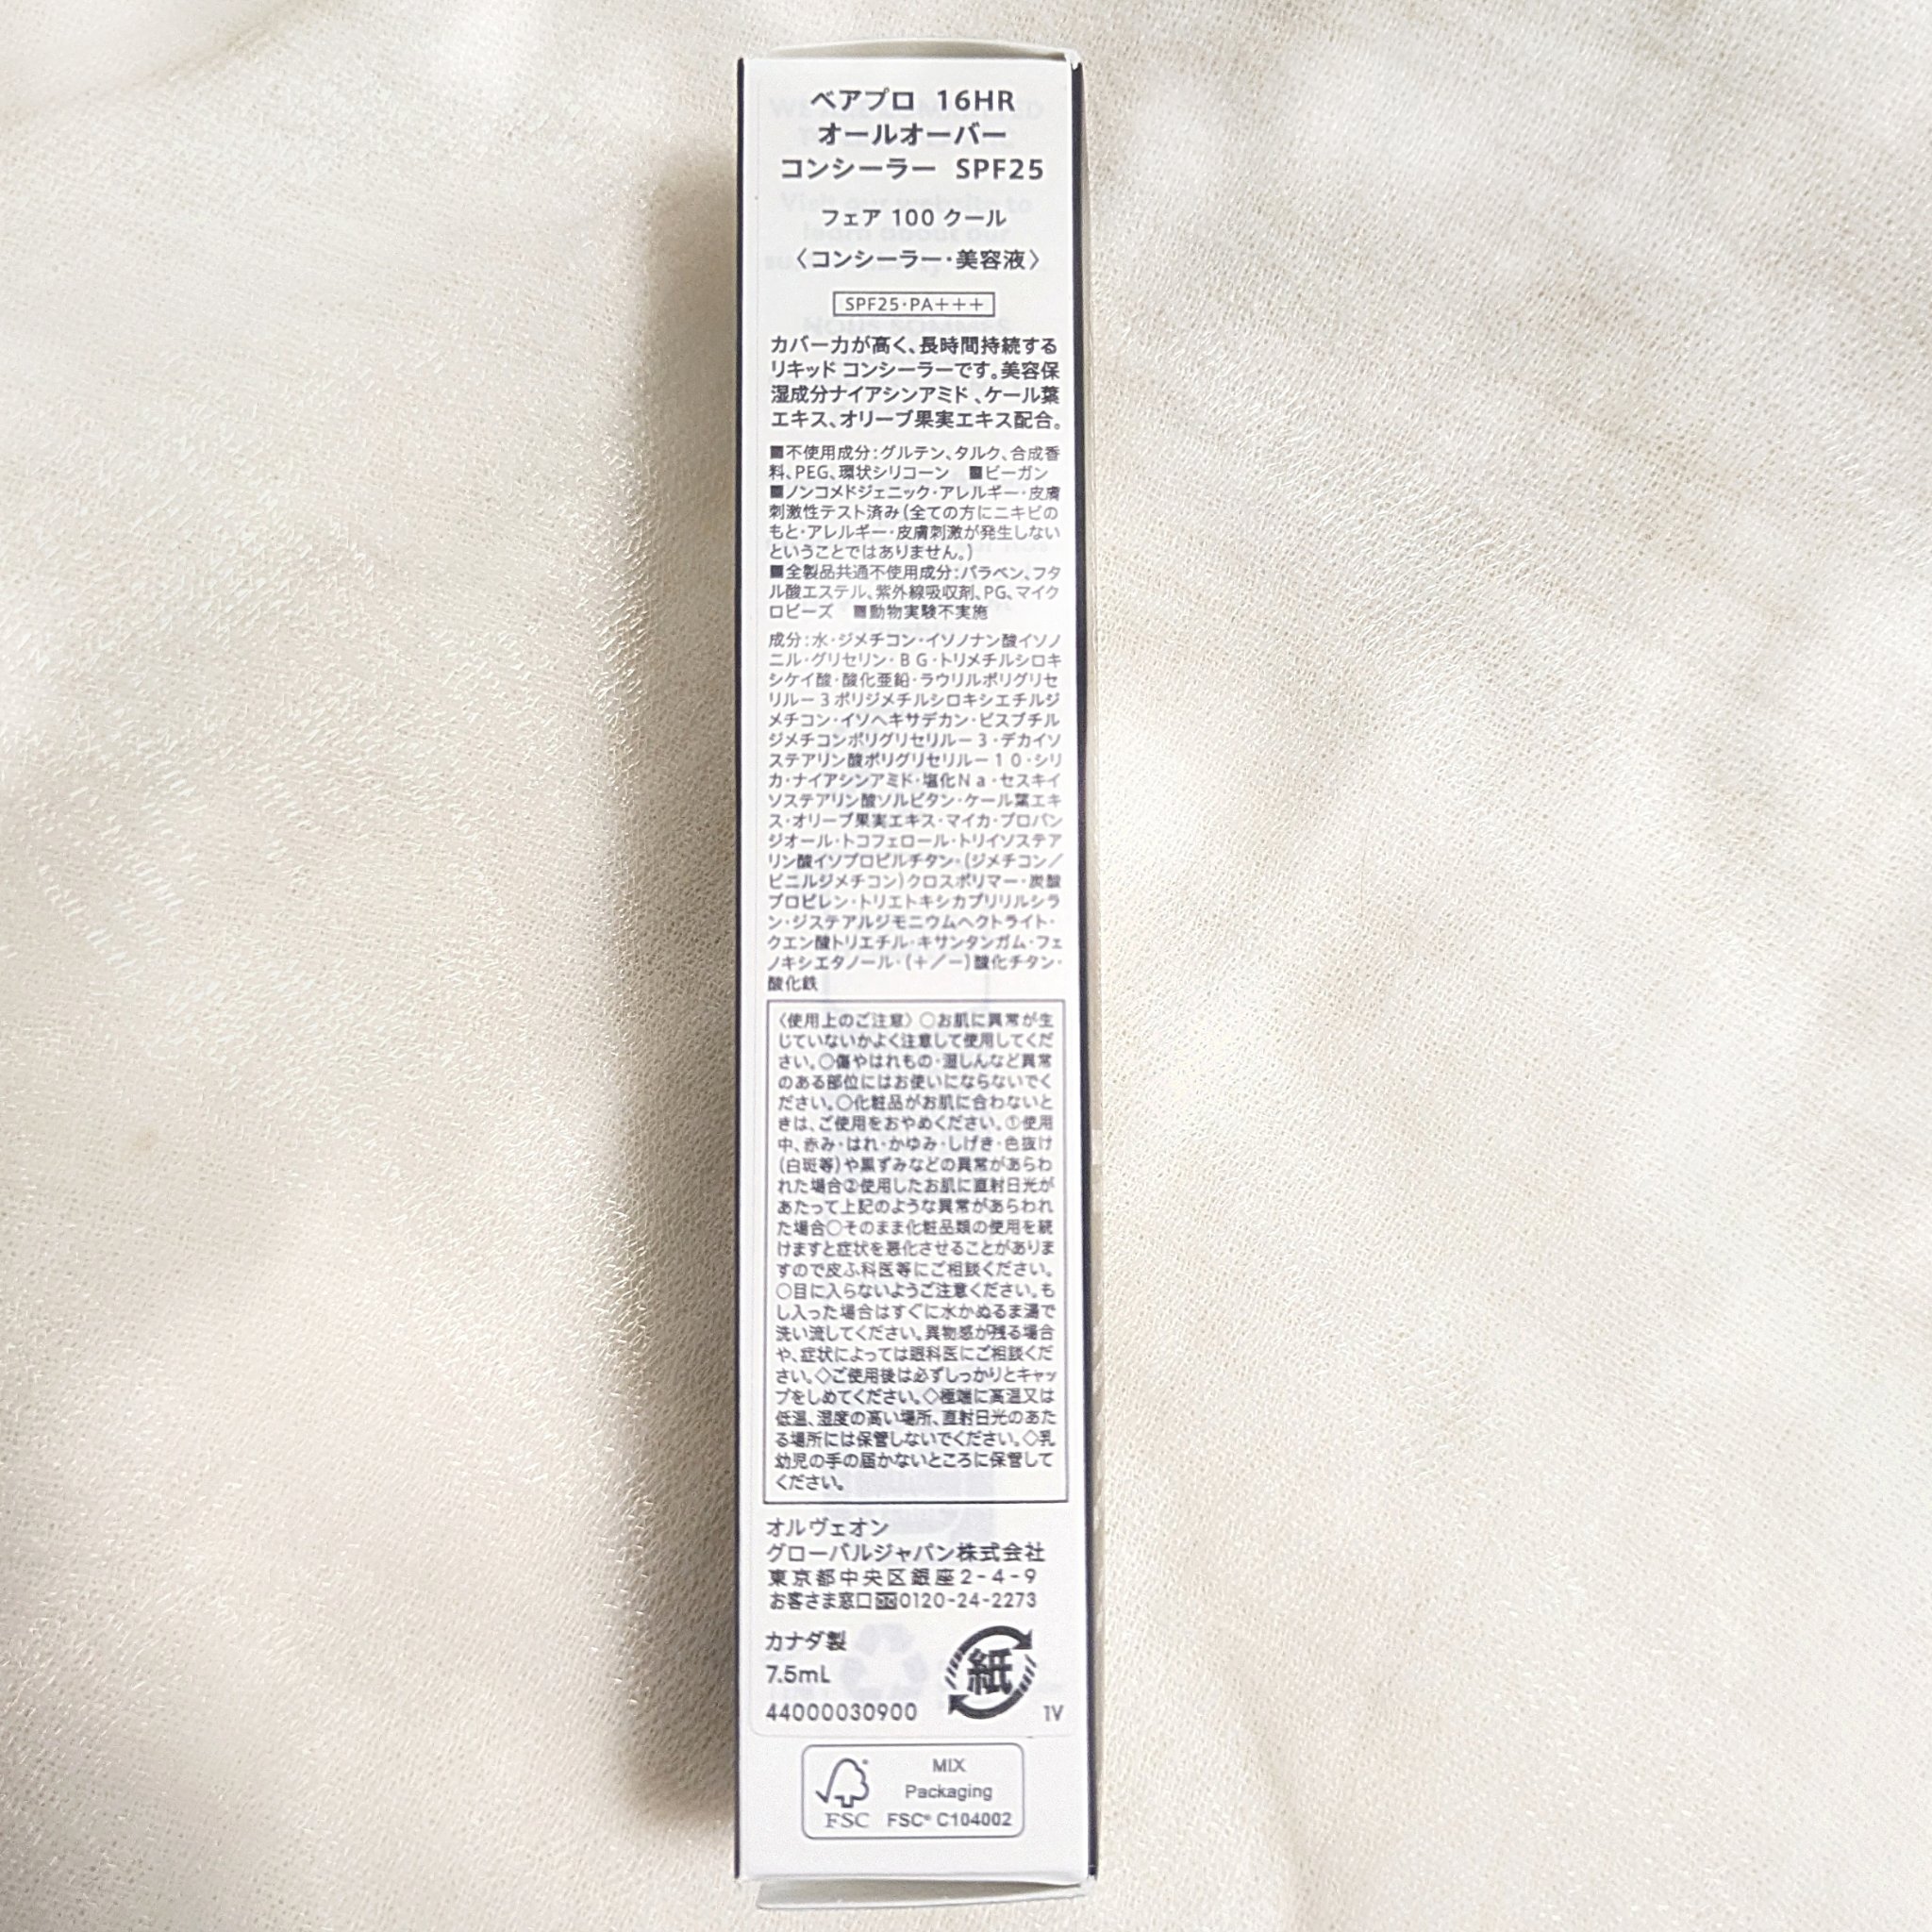 ベアプロ 16HR
オールオーバー
コンシーラー SPF25
フェア 100 クール
〈コンシーラー・美容液〉
SPF25・PA+++
カバー力が高く、長時間持続する
リキッド コンシーラーです。美容保
湿成分ナイアシンアミド、ケール葉
エキス、オリーブ果実エキス配合。
■不使用成分:グルテン、タルク、合成香
料、PEG、環状シリコーン ■ビーガン
■ノンコメドジェニック・アレルギー・皮膚
刺激性テスト済み(全ての方にニキビの
もと・アレルギー・皮膚刺激が発生しない
ということではありません。)
■全製品共通不使用成分:パラベン、フタ
ル酸エステル、紫外線吸収剤、PG、マイク
ロビーズ ■動物実験不実施
成分:水・ジメチコン・イソノナン酸イソノ
ニル・グリセリン・BG・トリメチルシロキ
シケイ酸・酸化亜鉛・ラウリルポリグリセ
リル-3ポリジメチルシロキシエチルジ
メチコン・イソヘキサデカン・ビスブチル
ジメチコンポリグリセリル-3・デカイソ
ステアリン酸ポリグリセリル-10・シリ
カ・ナイアシンアミド・塩化Na・セスキイ
ソステアリン酸ソルビタン・ケール葉エキ
ス・オリーブ果実エキス・マイカ・プロパン
ジオール・トコフェロール・トリイソステア
リン酸イソプロピルチタン・(ジメチコン/
ビニルジメチコン)クロスポリマー・炭酸
プロピレン・トリエトキシカプリリルシラ
ン・ジステアルジモニウムヘクトライト・
クエン酸トリエチル・キサンタンガム・フェ
ノキシエタノール・(+/-)酸化チタン・
酸化鉄
〈使用上のご注意〉○お肌に異常が生
じていないかよく注意して使用してくだ
さい。○傷やはれもの・湿しんなど異常
のある部位にはお使いにならないでく
ださい。○化粧品がお肌に合わないと
きは、ご使用をおやめください。①使用
中、赤み・はれ・かゆみ・しげき・色抜け
(白斑等)や黒ずみなどの異常があらわ
れた場合②使用したお肌に直射日光が
あたって上記のような異常があらわれ
た場合○そのまま化粧品類の使用を続
けますと症状を悪化させることがありま
すので皮ふ科医等にご相談ください。
○目に入らないようご注意ください。も
し入った場合はすぐに水かぬるま湯で
洗い流してください。異物感が残る場合
や、症状によっては眼科医にご相談くだ
さい。◇ご使用後は必ずしっかりとキャッ
プをしめてください。◇極端に高温又は
低温、湿度の高い場所、直射日光のあた
る場所には保管しないでください。◇乳
幼児の手の届かないところに保管して
ください。
オルヴェオン
グローバルジャパン株式会社
東京都中央区銀座2-4-9
お客さま窓口0120-24-2273
カナダ製
7.5mL
紙
44000030900 1V
MIX
Packaging
FSC FSC® C104002